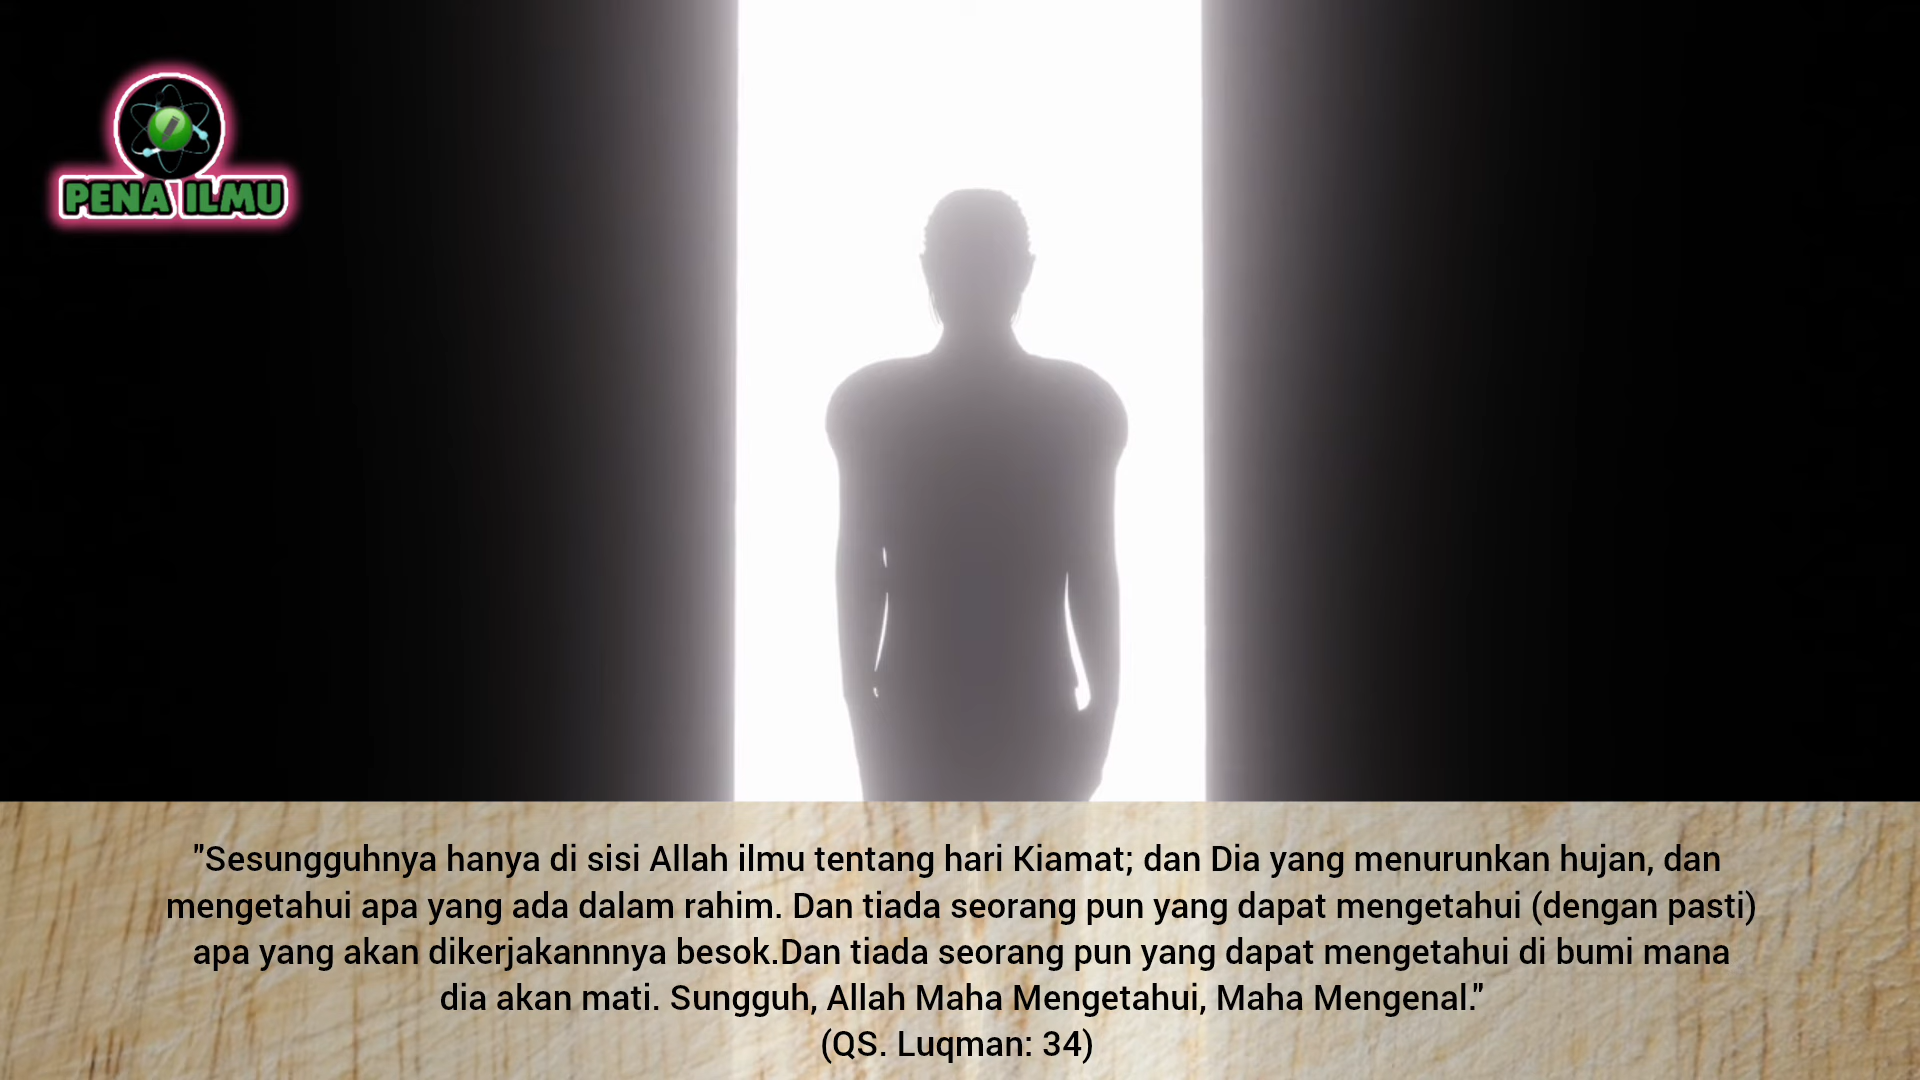 PENA ILMU
"Sesungguhnya hanya di sisi Allah ilmu tentang hari Kiamat; dan Dia yang menurunkan hujan, dan
mengetahui apa yang ada dalam rahim. Dan tiada seorang pun yang dapat mengetahui (dengan pasti)
apa yang akan dikerjakannnya besok.Dan tiada seorang pun yang dapat mengetahui di bumi mana
dia akan mati. Sungguh, Allah Maha Mengetahui, Maha Mengenal."
(QS. Luqman: 34)